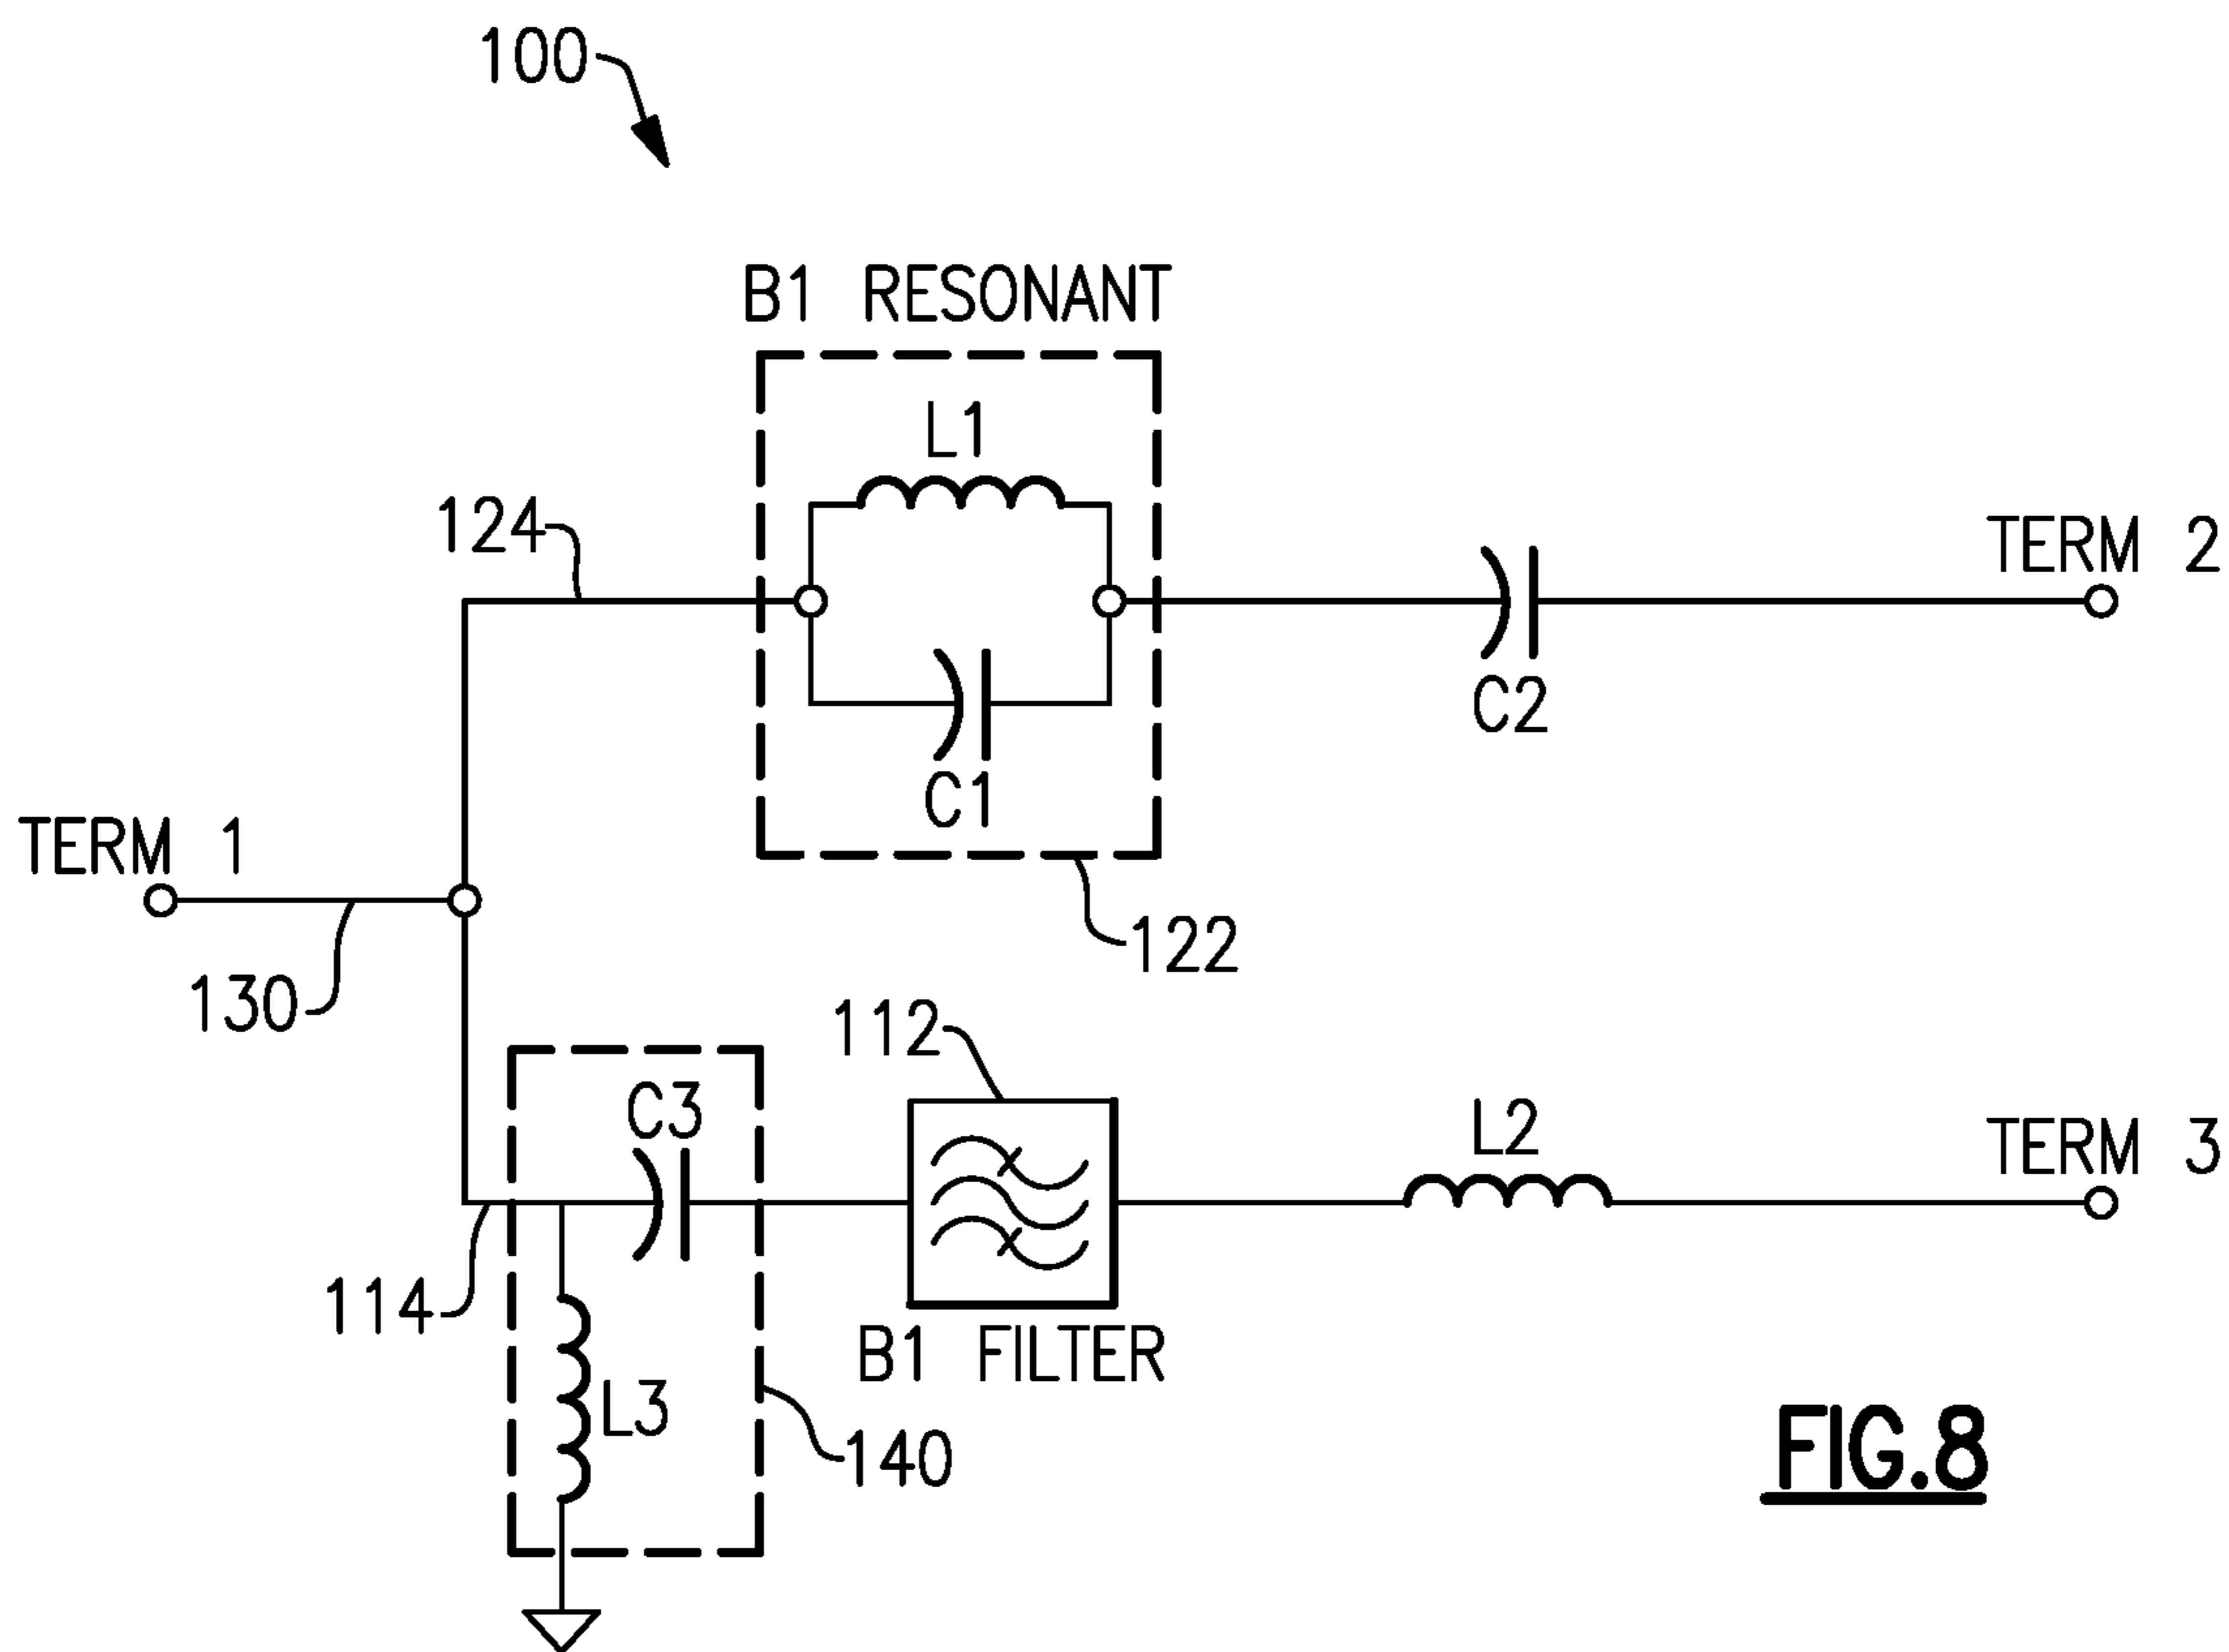 100
B1 RESONANT
L1
124
TERM 2
C2
C1
TERM 1
122
130
112
C3
L2
TERM 3
114
B1 FILTER
L3
140
FIG.8